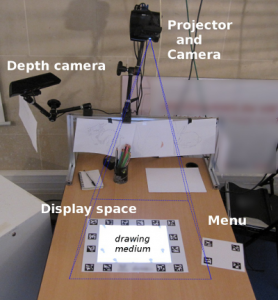 Projector
and
Camera
Depth camera
Display space
Menu
drawing
medium